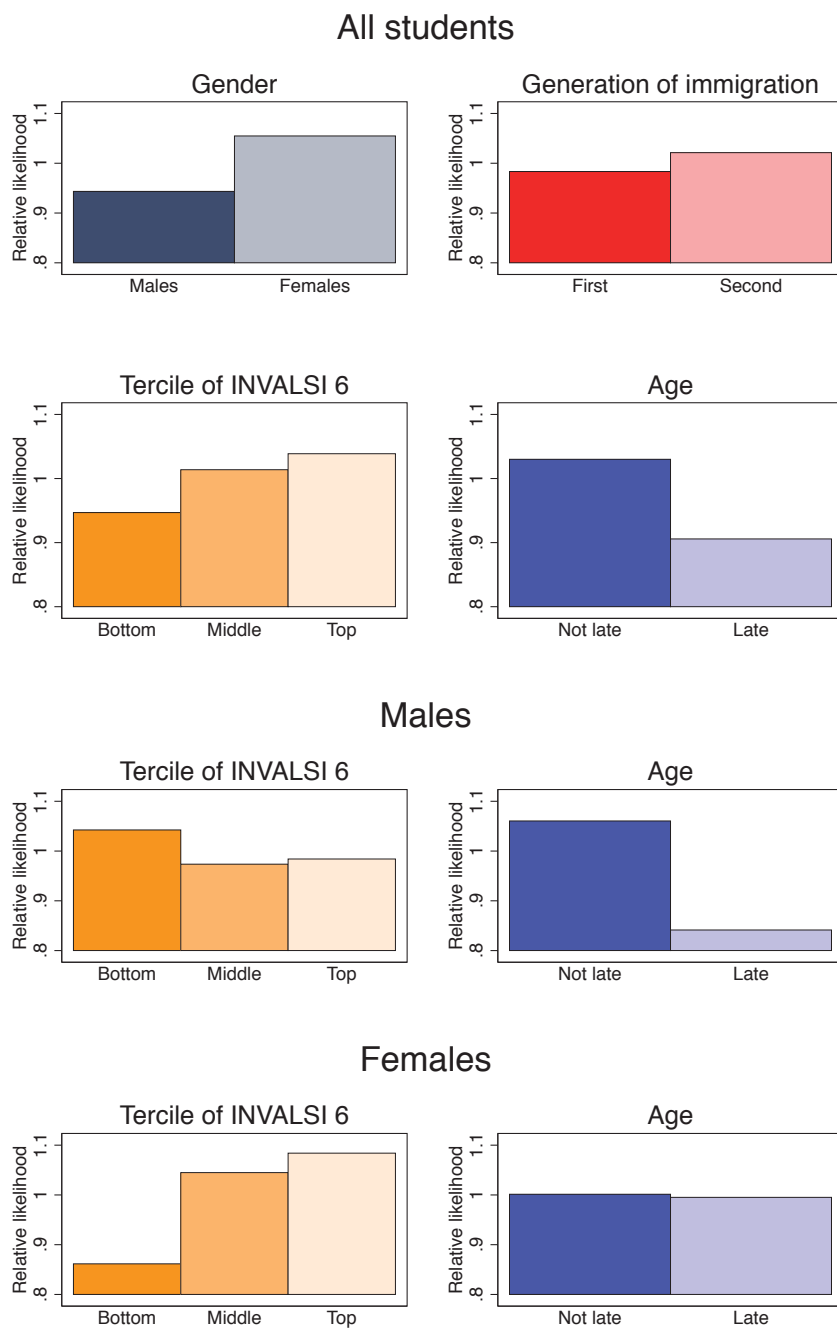 All students
Gender
Relative likelihood
.8 .9 1 1.1
Males Females
Generation of immigration
Relative likelihood
.8 .9 1 1.1
First Second
Tercile of INVALSI 6
Relative likelihood
.8 .9 1 1.1
Bottom Middle Top
Age
Relative likelihood
.8 .9 1 1.1
Not late Late
Males
Tercile of INVALSI 6
Relative likelihood
.8 .9 1 1.1
Bottom Middle Top
Age
Relative likelihood
.8 .9 1 1.1
Not late Late
Females
Tercile of INVALSI 6
Relative likelihood
.8 .9 1 1.1
Bottom Middle Top
Age
Relative likelihood
.8 .9 1 1.1
Not late Late